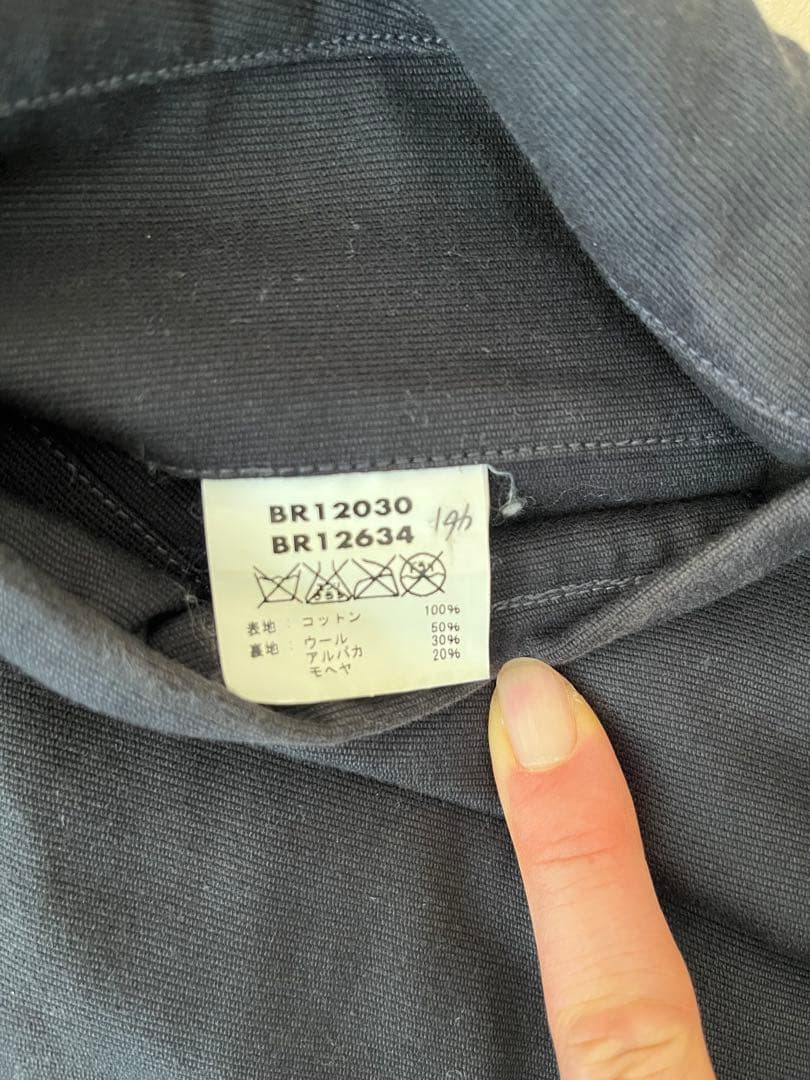 BR12030
BR12634
表地：コットン 100%
裏地：ウール 50%
アルパカ 30%
モヘヤ 20%